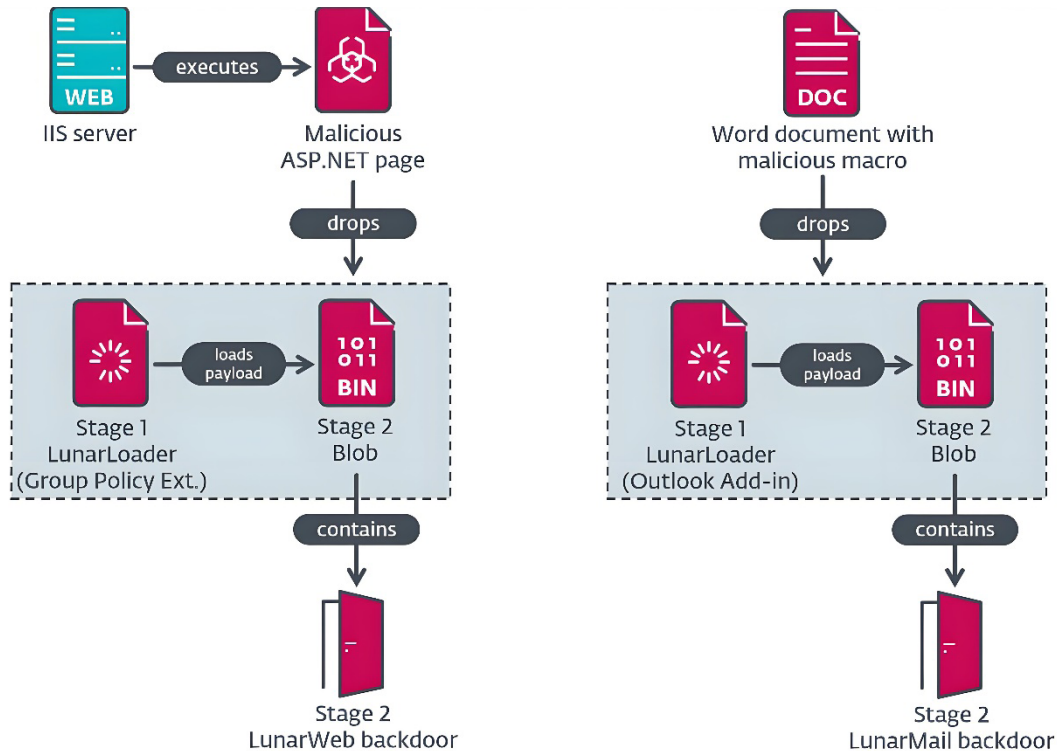 WEB
IIS server
executes
Malicious
ASP.NET page
drops
Stage 1
LunarLoader
(Group Policy Ext.)
loads
payload
101
011
BIN
Stage 2
Blob
contains
Stage 2
LunarWeb backdoor
DOC
Word document with
malicious macro
drops
Stage 1
LunarLoader
(Outlook Add-in)
loads
payload
101
011
BIN
Stage 2
Blob
contains
Stage 2
LunarMail backdoor